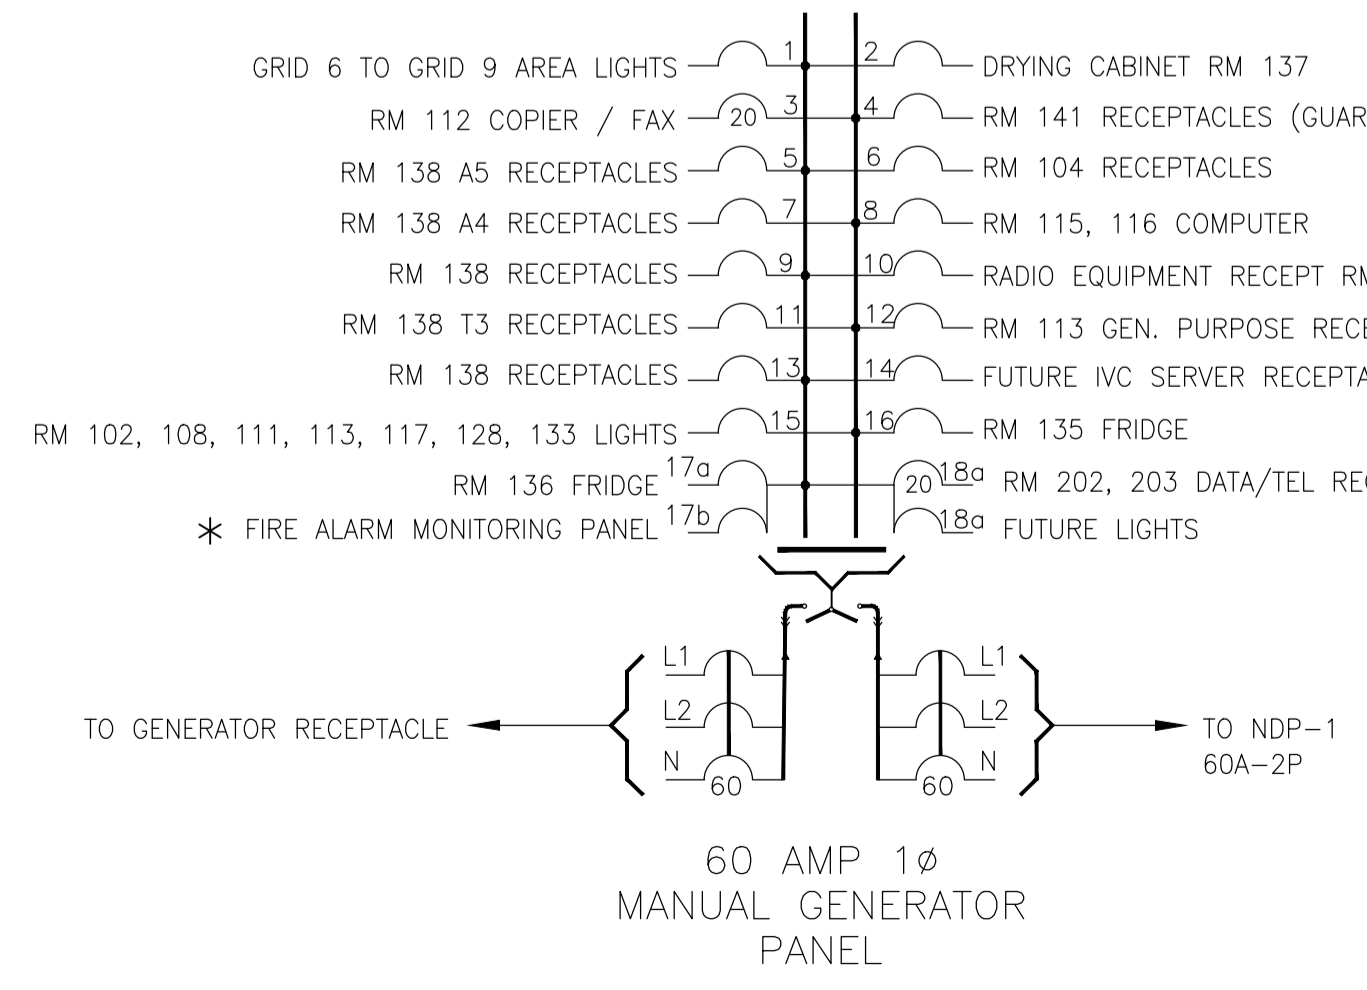 GRID 6 TO GRID 9 AREA LIGHTS 1 2 DRYING CABINET RM 137
RM 112 COPIER / FAX 20 3 4 RM 141 RECEPTACLES (GUAR
RM 138 A5 RECEPTACLES 5 6 RM 104 RECEPTACLES
RM 138 A4 RECEPTACLES 7 8 RM 115, 116 COMPUTER
RM 138 RECEPTACLES 9 10 RADIO EQUIPMENT RECEPT RM
RM 138 T3 RECEPTACLES 11 12 RM 113 GEN. PURPOSE RECE
RM 138 RECEPTACLES 13 14 FUTURE IVC SERVER RECEPTA
RM 102, 108, 111, 113, 117, 128, 133 LIGHTS 15 16 RM 135 FRIDGE
RM 136 FRIDGE 17a 20 18a RM 202, 203 DATA/TEL REC
* FIRE ALARM MONITORING PANEL 17b 18a FUTURE LIGHTS
L1 L1
L2 L2
TO GENERATOR RECEPTACLE TO NDP-1
N N 60A-2P
60 60
60 AMP 1ø
MANUAL GENERATOR
PANEL